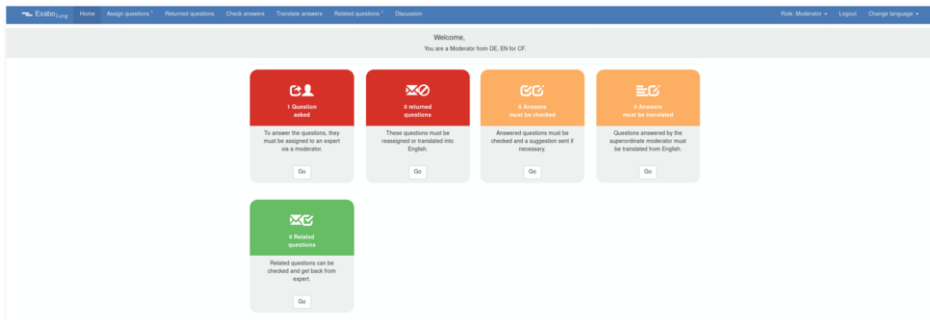 Exabo Lung Home Assign questions 1 Returned questions Check answers Translate answers Related questions 1 Discussion Role: Moderator Logout Change language
Welcome,
You are a Moderator from DE, EN for CF.
1 Question
asked
To answer the questions, they
must be assigned to an expert
via a moderator.
Go
0 returned
questions
These questions must be
reassigned or translated into
English.
Go
0 Answers
must be checked
Answered questions must be
checked and a suggestion sent if
necessary.
Go
Answers
must be translated
Questions answered by the
superordinate moderator must
be translated from English.
Go
0 Related
questions
Related questions can be
checked and get back from
expert.
Go